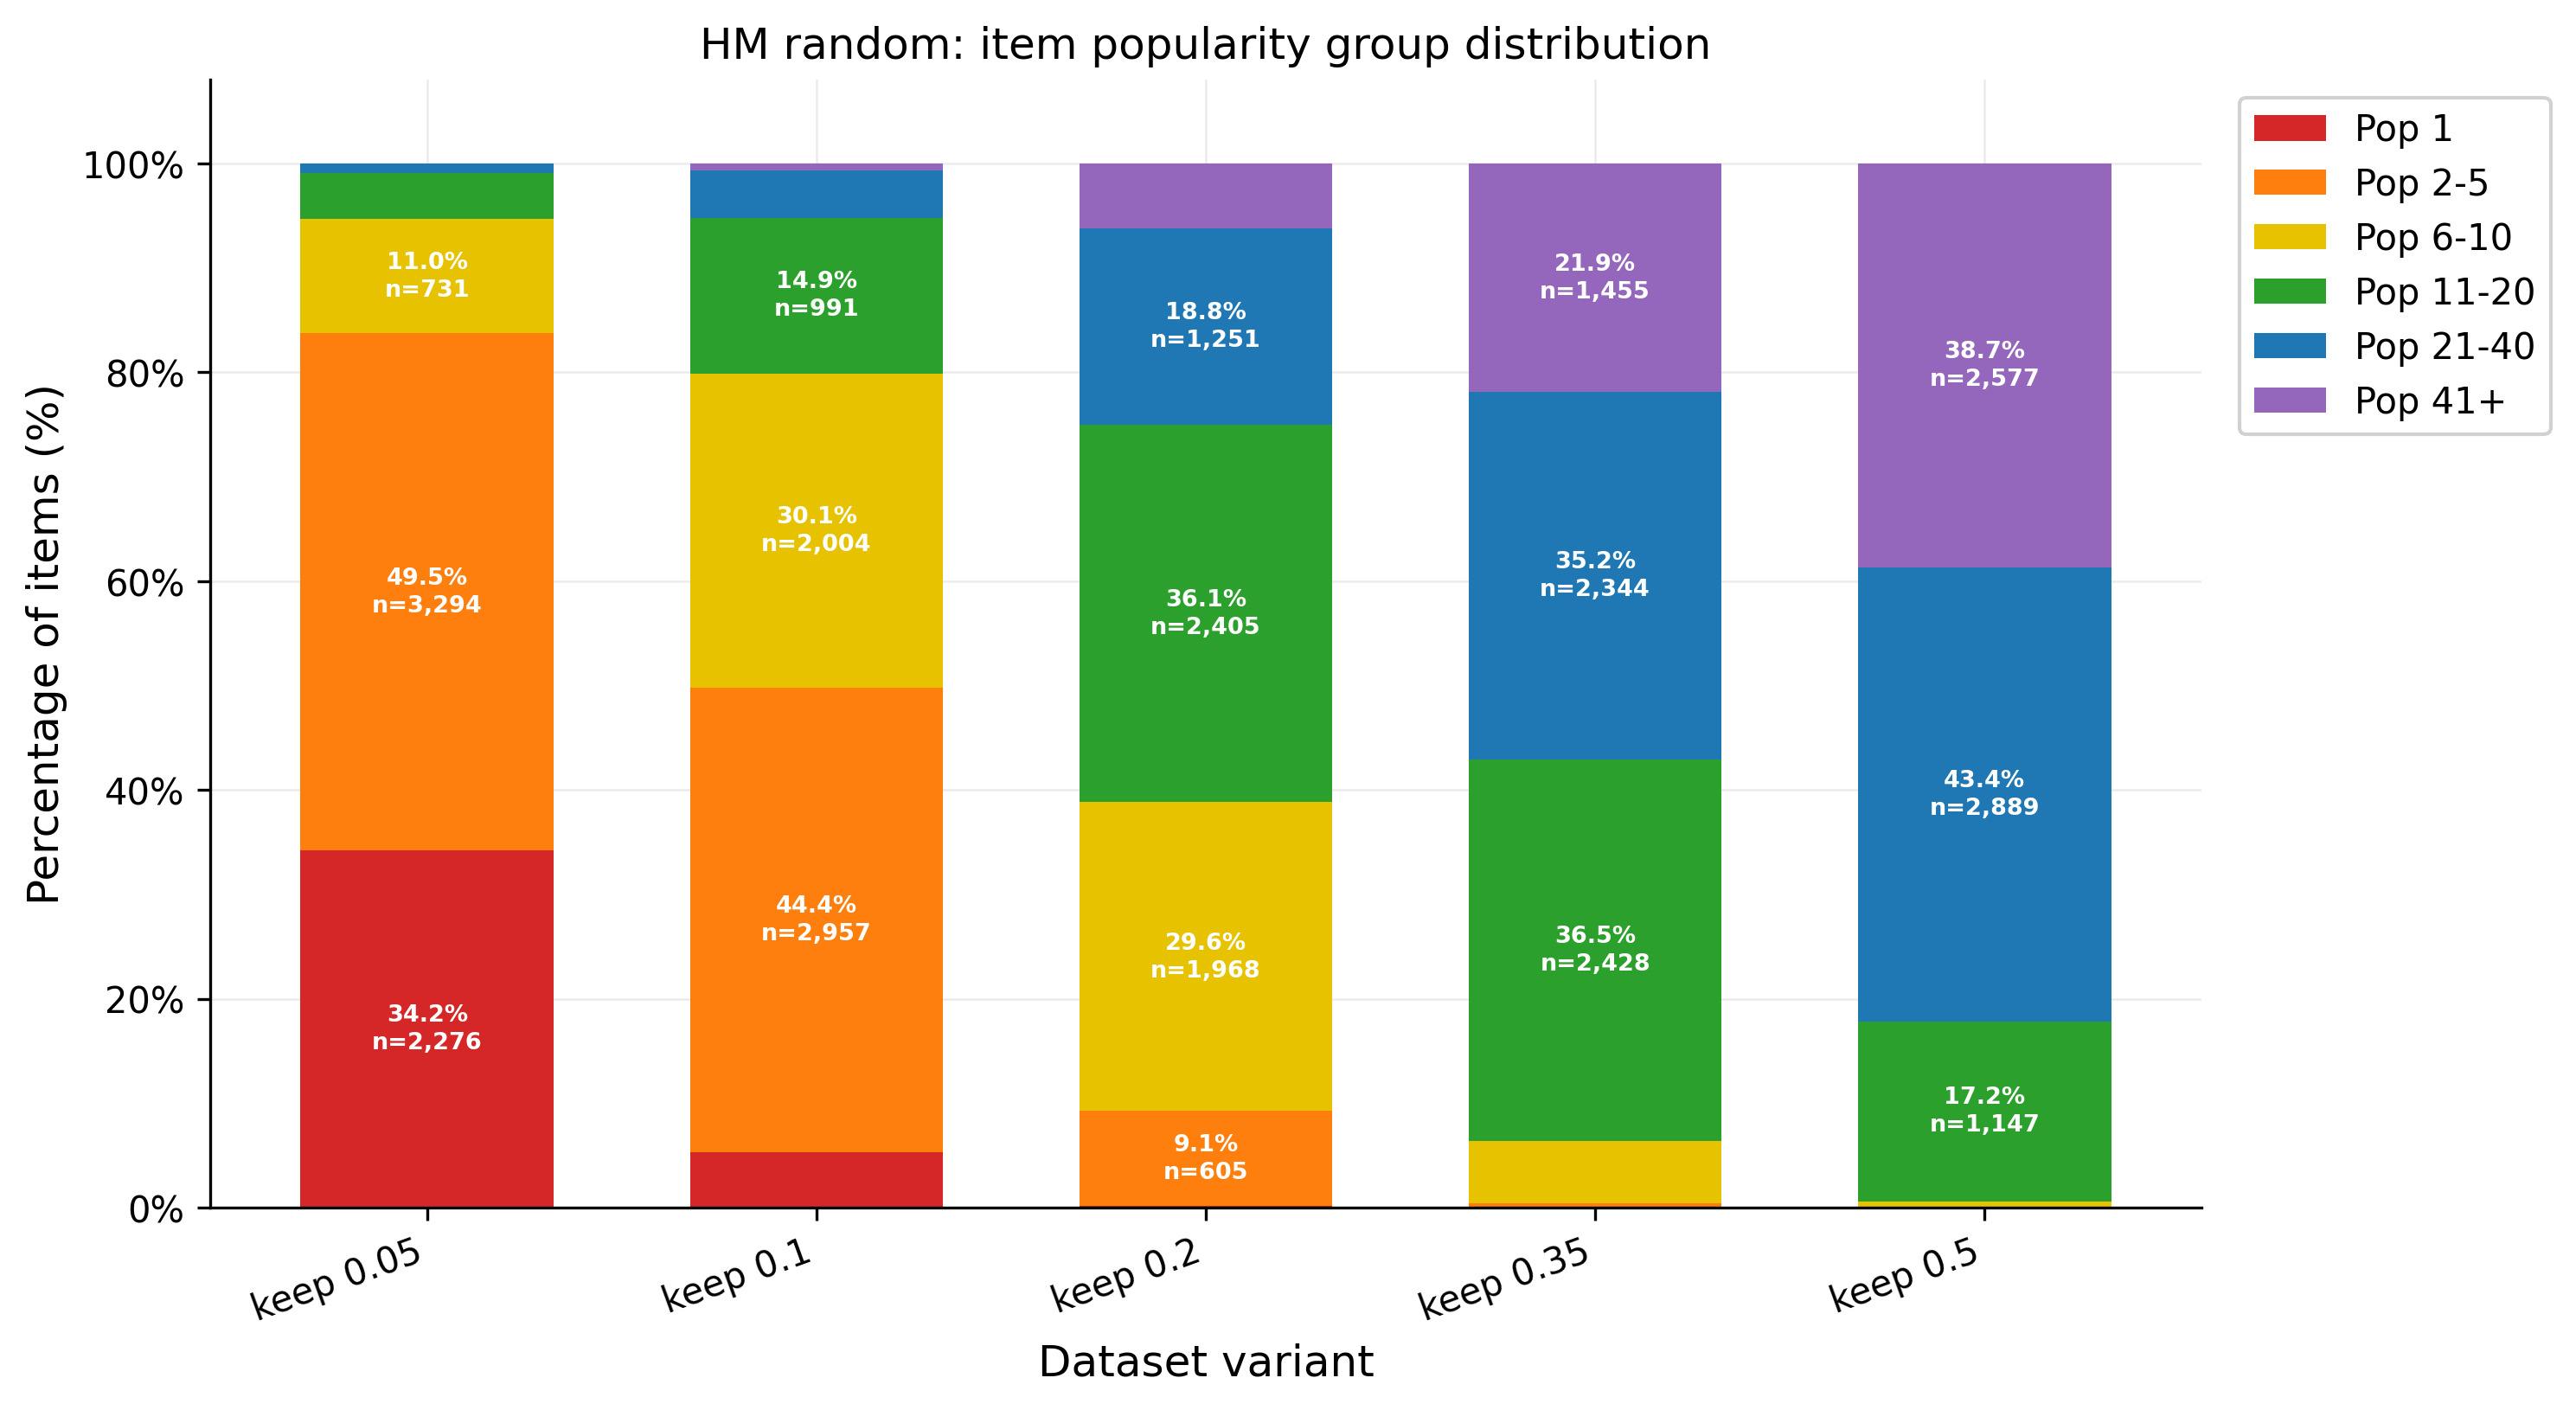 HM random: item popularity group distribution
Percentage of items (%)
100%
80%
60%
40%
20%
0%
11.0%
n=731
49.5%
n=3,294
34.2%
n=2,276
14.9%
n=991
30.1%
n=2,004
44.4%
n=2,957
18.8%
n=1,251
36.1%
n=2,405
29.6%
n=1,968
9.1%
n=605
21.9%
n=1,455
35.2%
n=2,344
36.5%
n=2,428
38.7%
n=2,577
43.4%
n=2,889
17.2%
n=1,147
keep 0.05
keep 0.1
keep 0.2
keep 0.35
keep 0.5
Dataset variant
Pop 1
Pop 2-5
Pop 6-10
Pop 11-20
Pop 21-40
Pop 41+